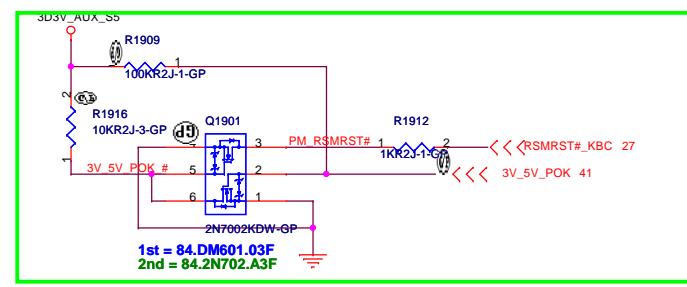 3D3V_AUX_S5
R1909
1
100KR2J-1-GP
2
R1916
10KR2J-3-GP
1
GP
Q1901
4
3
PM_RSMRST#
R1912
1
2
1KR2J-1-GP
RSMRST#_KBC 27
3V_5V_POK_#
5
2
3V_5V_POK 41
6
1
2N7002KDW-GP
1st = 84.DM601.03F
2nd = 84.2N702.A3F